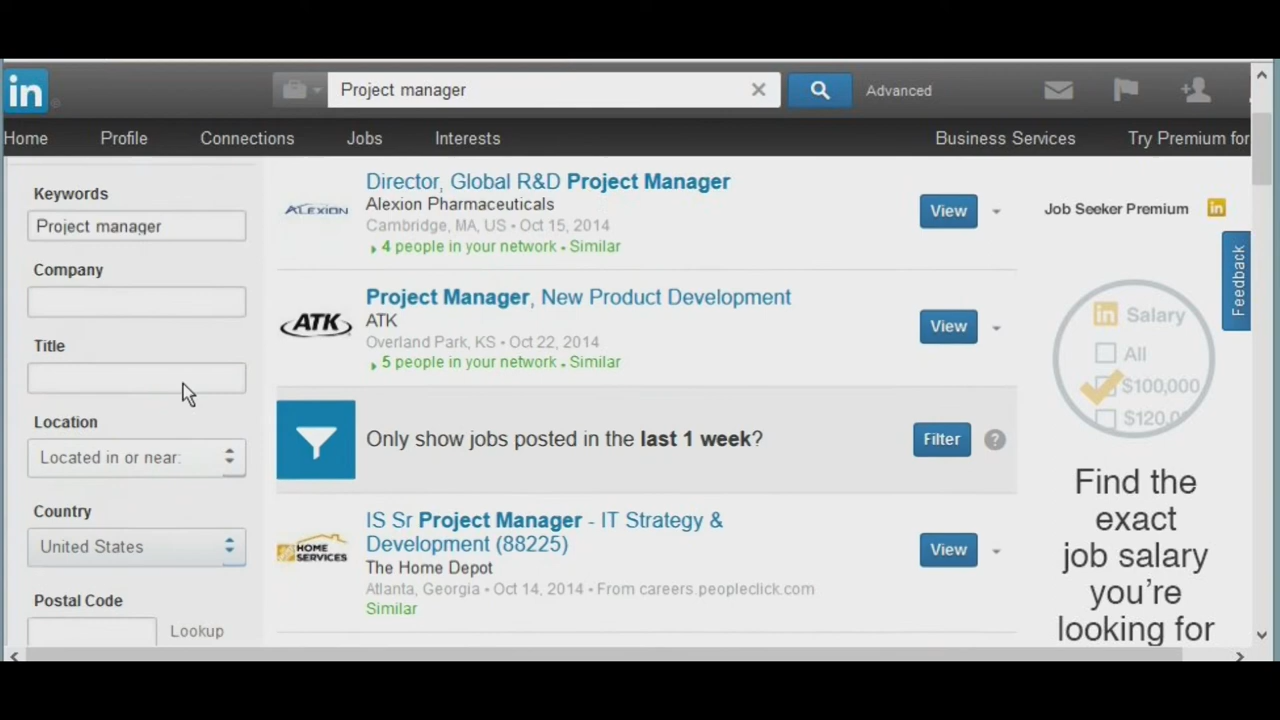 in
Project manager
Advanced
Home Profile Connections Jobs Interests Business Services Try Premium for
Keywords
Project manager
Company
Title
Location
Located in or near:
Country
United States
Postal Code
Lookup
ALEXION
Director, Global R&D Project Manager
Alexion Pharmaceuticals
Cambridge, MA, US • Oct 15, 2014
4 people in your network • Similar
View
ATK
Project Manager, New Product Development
ATK
Overland Park, KS • Oct 22, 2014
5 people in your network • Similar
View
Only show jobs posted in the last 1 week?
Filter ?
HOME
SERVICES
IS Sr Project Manager - IT Strategy &
Development (88225)
The Home Depot
Atlanta, Georgia • Oct 14, 2014 • From careers.peopleclick.com
Similar
View
Job Seeker Premium in
Feedback
in Salary
All
$100,000
$120,0
Find the
exact
job salary
you're
looking for